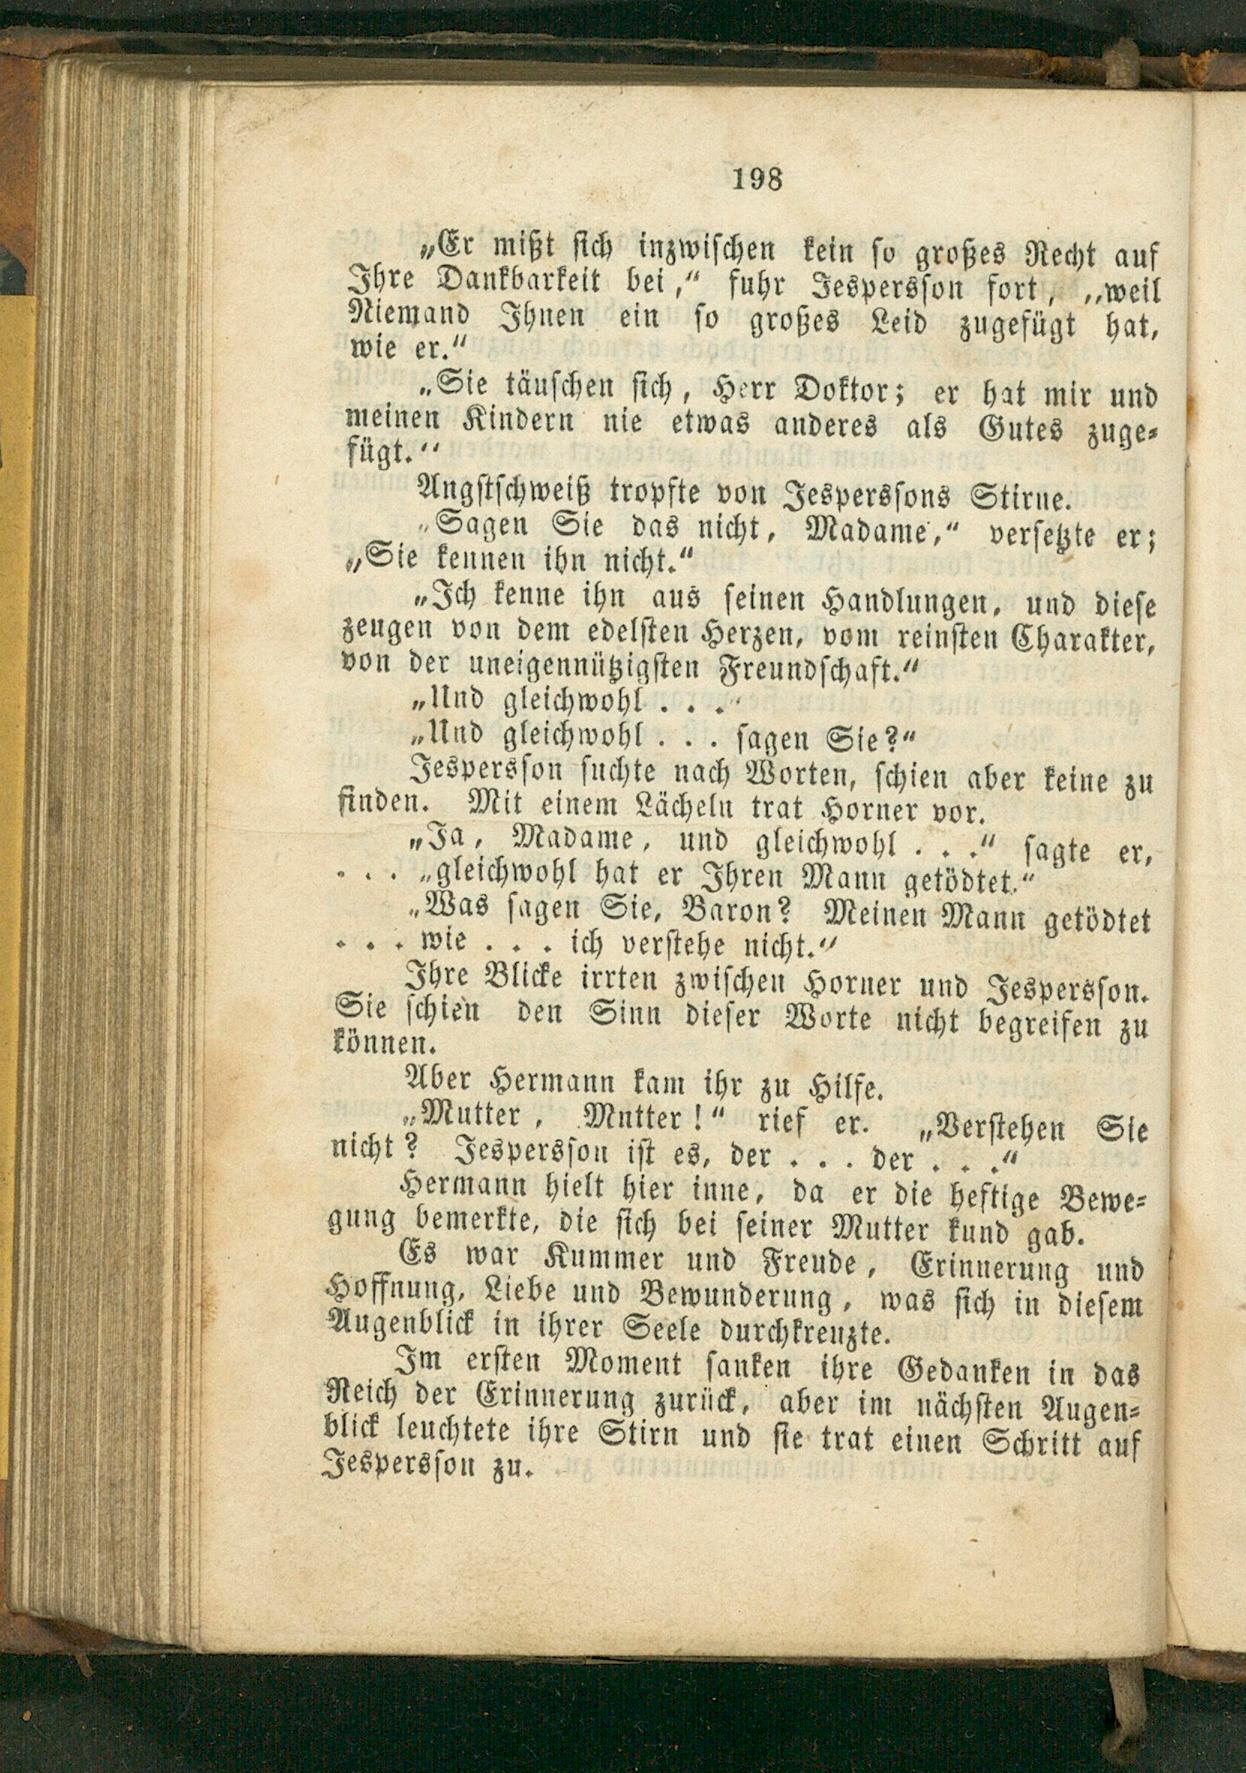 198
„Er mißt sich inzwischen kein so großes Recht auf
Ihre Dankbarkeit bei,“ fuhr Jespersson fort, „weil
Niemand Ihnen ein so großes Leid zugefügt hat,
wie er.“
„Sie täuschen sich, Herr Doktor; er hat mir und
meinen Kindern nie etwas anderes als Gutes zuge-
fügt.“
Angstschweiß tropfte von Jesperssons Stirne.
„Sagen Sie das nicht, Madame,“ versetzte er;
„Sie kennen ihn nicht.“
„Ich kenne ihn aus seinen Handlungen, und diese
zeugen von dem edelsten Herzen, vom reinsten Charakter,
von der uneigennützigsten Freundschaft.“
„Und gleichwohl . . .“
„Und gleichwohl . . . sagen Sie?“
Jespersson suchte nach Worten, schien aber keine zu
finden. Mit einem Lächeln trat Horner vor.
„Ja, Madame, und gleichwohl . . .“ sagte er,
. . . „gleichwohl hat er Ihren Mann getödtet.“
„Was sagen Sie, Baron? Meinen Mann getödtet
. . . wie . . . ich verstehe nicht.“
Ihre Blicke irrten zwischen Horner und Jespersson.
Sie schien den Sinn dieser Worte nicht begreifen zu
können.
Aber Hermann kam ihr zu Hilfe.
„Mutter, Mutter!“ rief er. „Verstehen Sie
nicht? Jespersson ist es, der . . . der . . .“
Hermann hielt hier inne, da er die heftige Bewe-
gung bemerkte, die sich bei seiner Mutter kund gab.
Es war Kummer und Freude, Erinnerung und
Hoffnung, Liebe und Bewunderung, was sich in diesem
Augenblick in ihrer Seele durchkreuzte.
Im ersten Moment sanken ihre Gedanken in das
Reich der Erinnerung zurück, aber im nächsten Augen-
blick leuchtete ihre Stirn und sie trat einen Schritt auf
Jespersson zu.